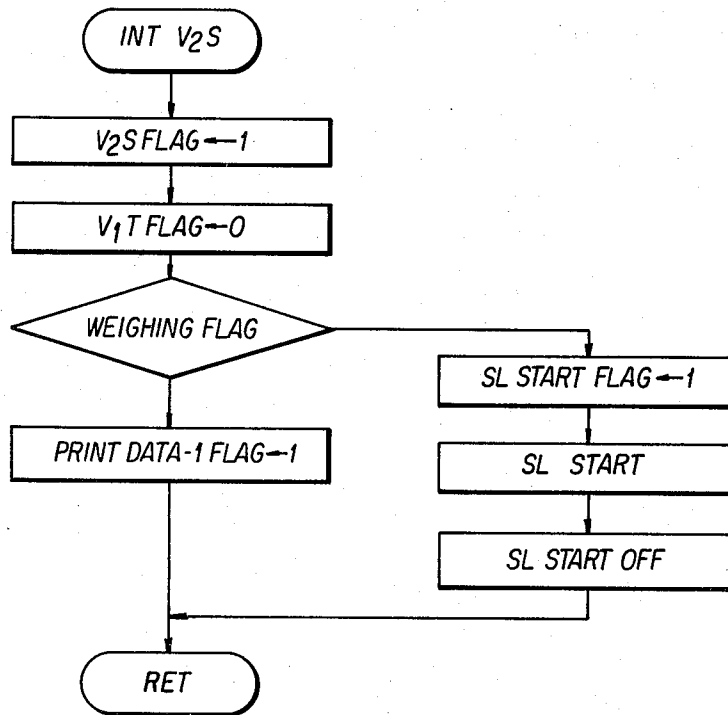 INT V2S
V2S FLAG←1
V1T FLAG←0
WEIGHING FLAG
PRINT DATA-1 FLAG←1
SL START FLAG←1
SL START
SL START OFF
RET